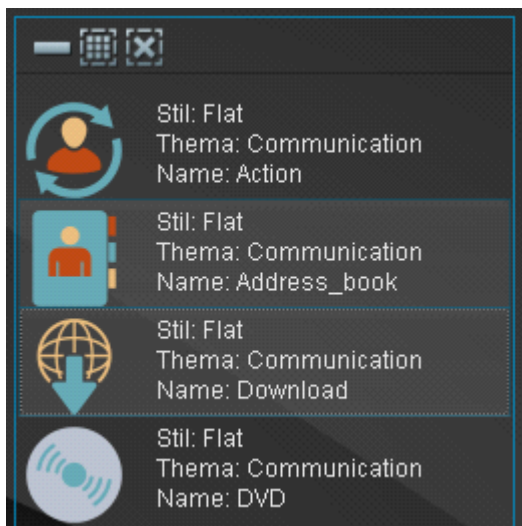 Stil: Flat
Thema: Communication
Name: Action
Stil: Flat
Thema: Communication
Name: Address_book
Stil: Flat
Thema: Communication
Name: Download
Stil: Flat
Thema: Communication
Name: DVD